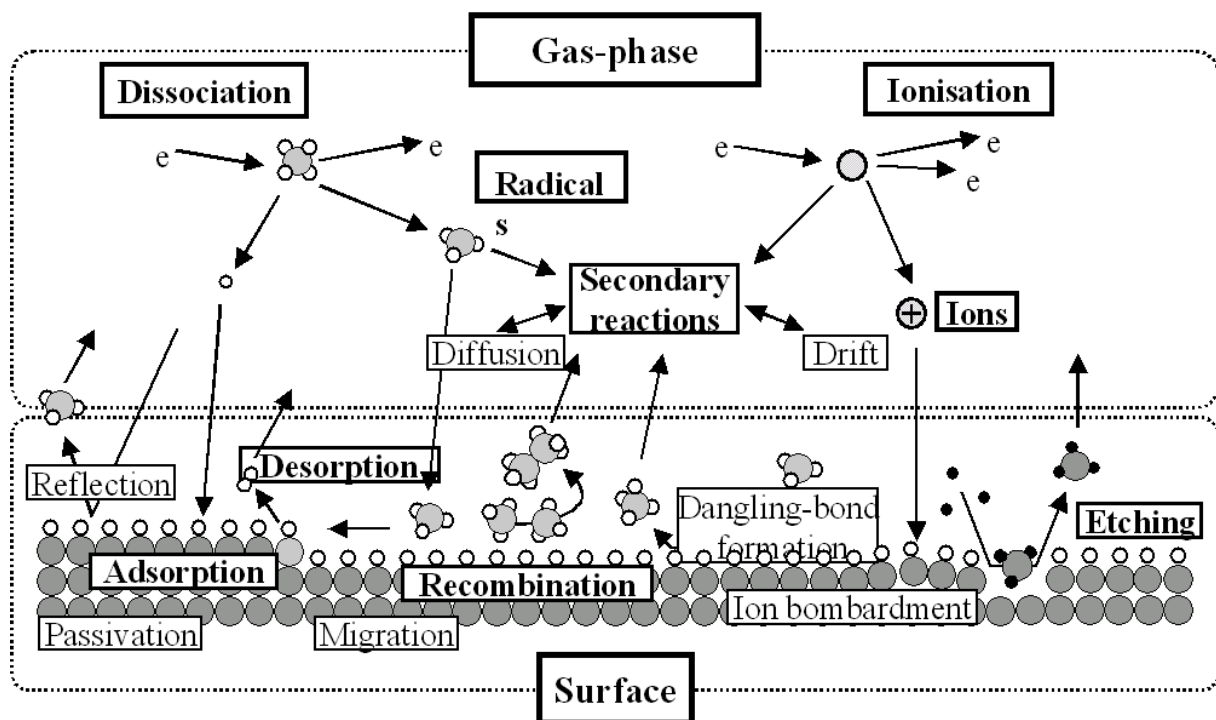 Gas-phase
Dissociation
Ionisation
e
e
e
e
e
Radical
s
Secondary
reactions
Ions
Diffusion
Drift
Desorption
Reflection
Dangling-bond
formation
Etching
Adsorption
Recombination
Ion bombardment
Passivation
Migration
Surface